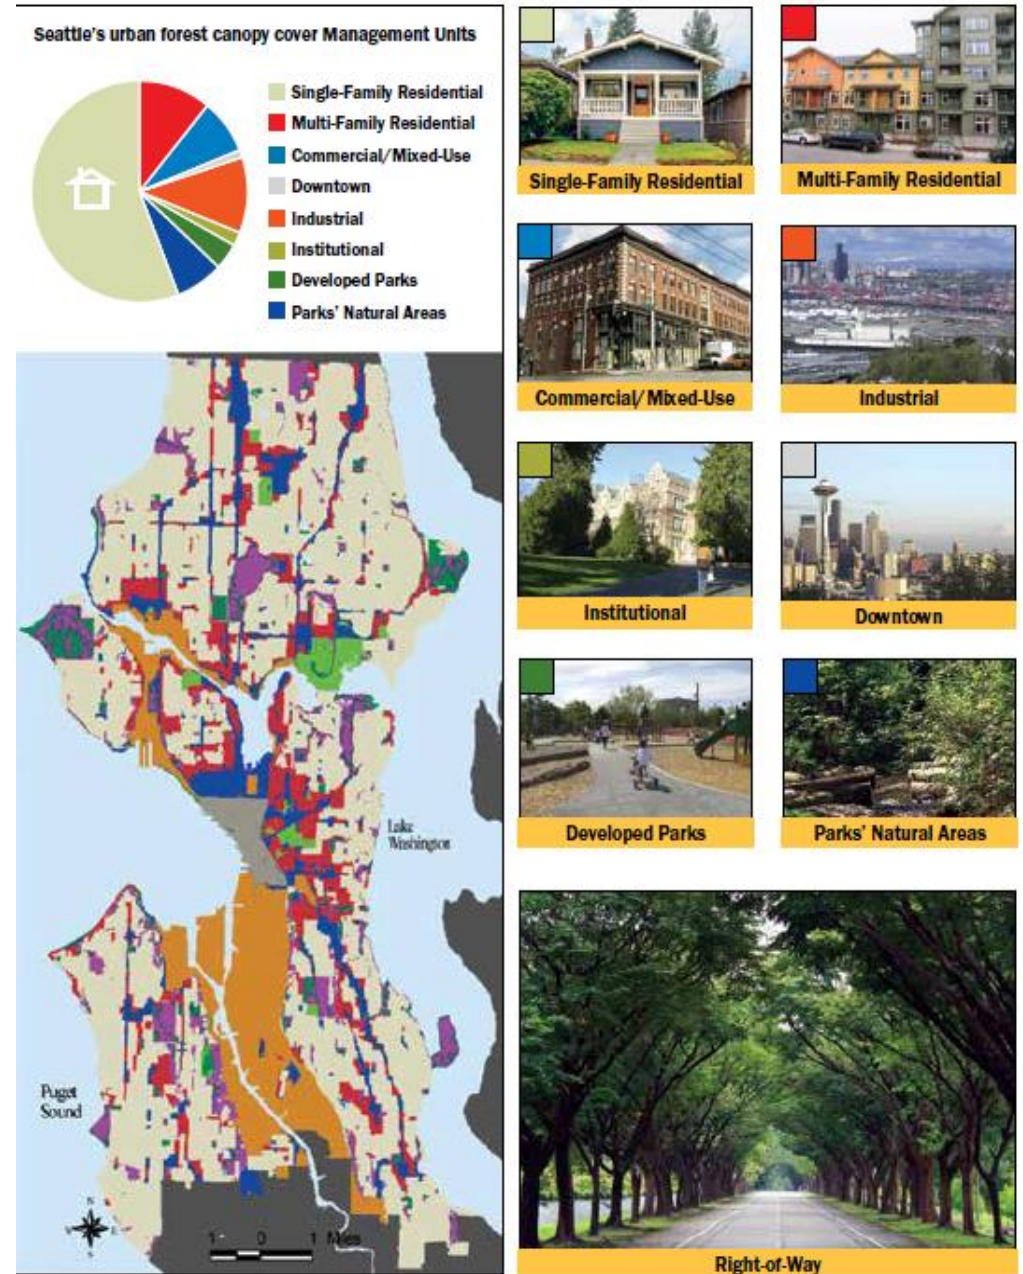 Seattle's urban forest canopy cover Management Units
Single-Family Residential
Multi-Family Residential
Commercial/Mixed-Use
Downtown
Industrial
Institutional
Developed Parks
Parks' Natural Areas
Single-Family Residential
Multi-Family Residential
Commercial/Mixed-Use
Industrial
Institutional
Downtown
Developed Parks
Parks' Natural Areas
Lake
Washington
Puget
Sound
N
E
S
1 0 1 Miles
Right-of-Way